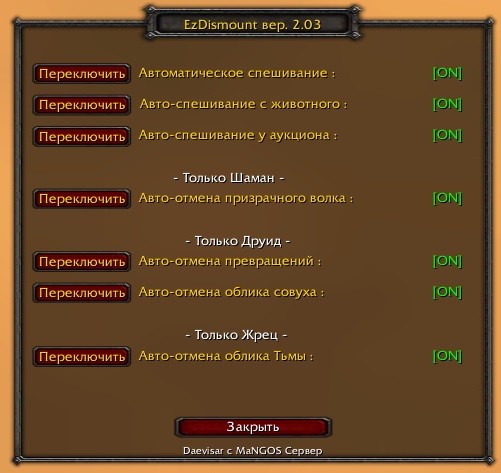 EzDismount вер. 2.03
Переключить Автоматическое спешивание : [ON]
Переключить Авто-спешивание с животного : [ON]
Переключить Авто-спешивание у аукциона : [ON]
- Только Шаман -
Переключить Авто-отмена призрачного волка : [ON]
- Только Друид -
Переключить Авто-отмена превращений : [ON]
Переключить Авто-отмена облика совуха : [ON]
- Только Жрец -
Переключить Авто-отмена облика Тьмы : [ON]
Закрыть
Daevisar с MaNGOS Сервер